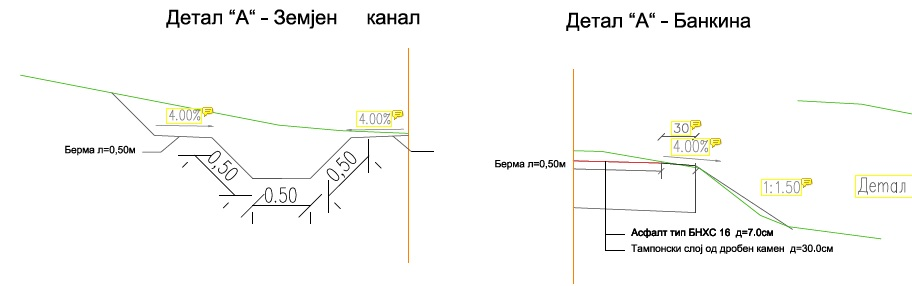 Детал “А“ – Земјен канал
4.00%
4.00%
Берма л=0,50м
0,50
0.50
0,50
Детал “А“ – Банкина
30
4.00%
Берма л=0,50м
1:1.50
Детал
Асфалт тип БНХС 16 д=7.0см
Тампонски слој од дробен камен д=30.0см